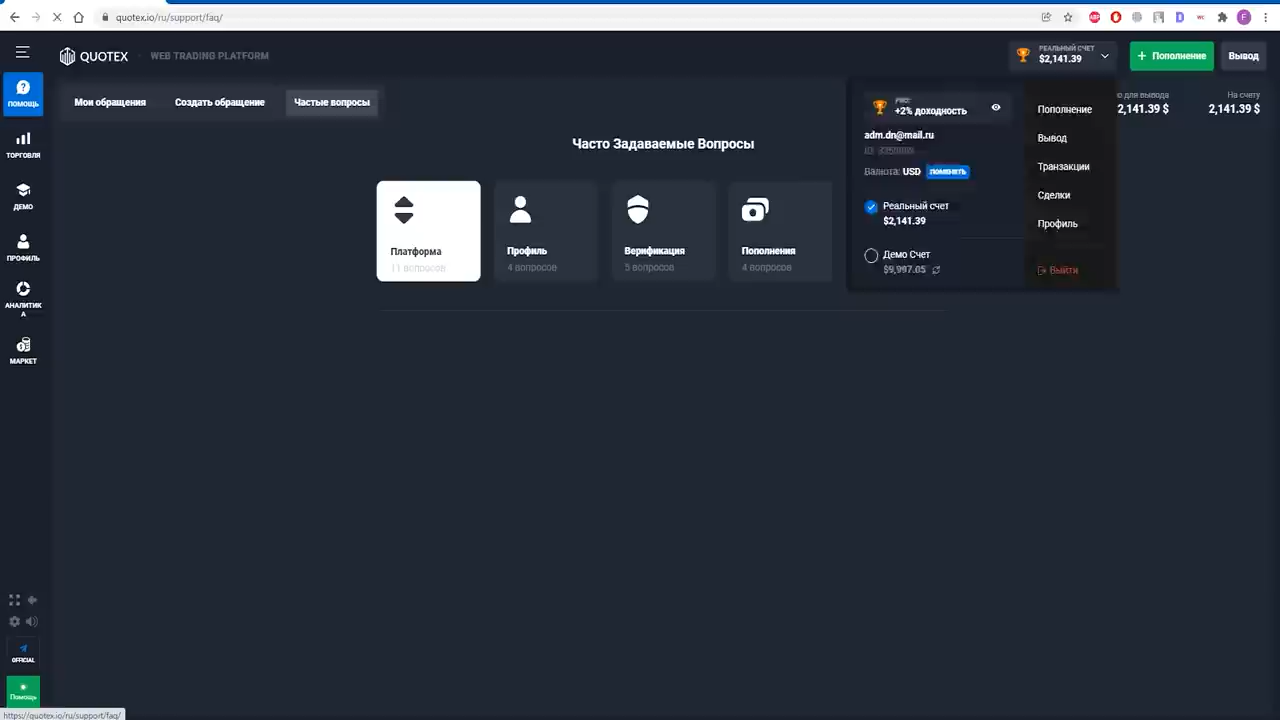 quotex.io/ru/support/faq/
QUOTEX
WEB TRADING PLATFORM
РЕАЛЬНЫЙ СЧЕТ
$2,141.39
+ Пополнение
Вывод
ПОМОЩЬ
ТОРГОВЛЯ
ДЕМО
ПРОФИЛЬ
АНАЛИТИК
А
МАРКЕТ
OFFICIAL
Помощь
Мои обращения
Создать обращение
Частые вопросы
Часто Задаваемые Вопросы
Платформа
11 вопросов
Профиль
4 вопросов
Верификация
5 вопросов
Пополнения
4 вопросов
+2% доходность
adm.dn@mail.ru
Валюта: USD
ПОМЕНЯТЬ
Реальный счет
$2,141.39
Демо Счет
$9,997.05
Пополнение
Вывод
Транзакции
Сделки
Профиль
Выйти
о для вывода
2,141.39 $
На счету
2,141.39 $
https://quotex.io/ru/support/faq/